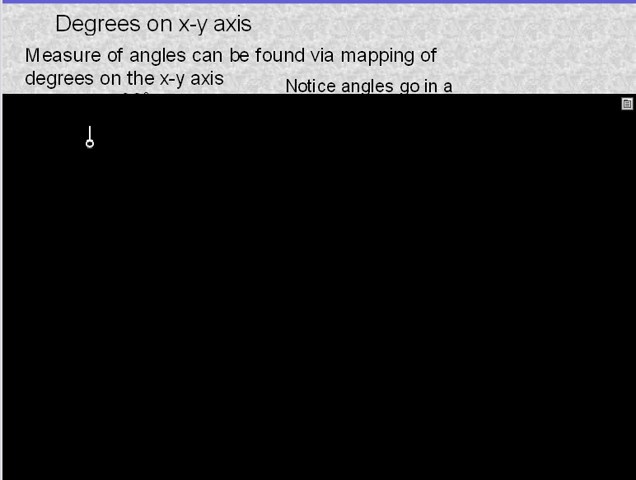 Degrees on x-y axis
Measure of angles can be found via mapping of
degrees on the x-y axis
Notice angles go in a